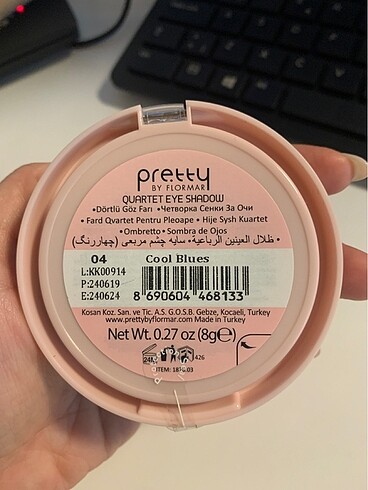 pretty
BY FLORMAR
QUARTET EYE SHADOW
•Dörtlü Göz Farı •Четворка Сенки За Очи
• Fard Qvartet Pentru Pleoape • Hije Sysh Kuartet
•Ombretto •Sombra de Ojos
• ظلال العينين الرباعية • سایه چشم مربعی (چهاررنگ)
04 Cool Blues
L:KK00914
P:240619
E:240624
8 690604 468133
Kosan Koz. San. ve Tic. A.S. G.O.S.B. Gebze, Kocaeli, Turkey
www.prettybyflormar.com Made in Turkey
Net Wt. 0.27 oz (8g℮)
24M
426
ITEM: